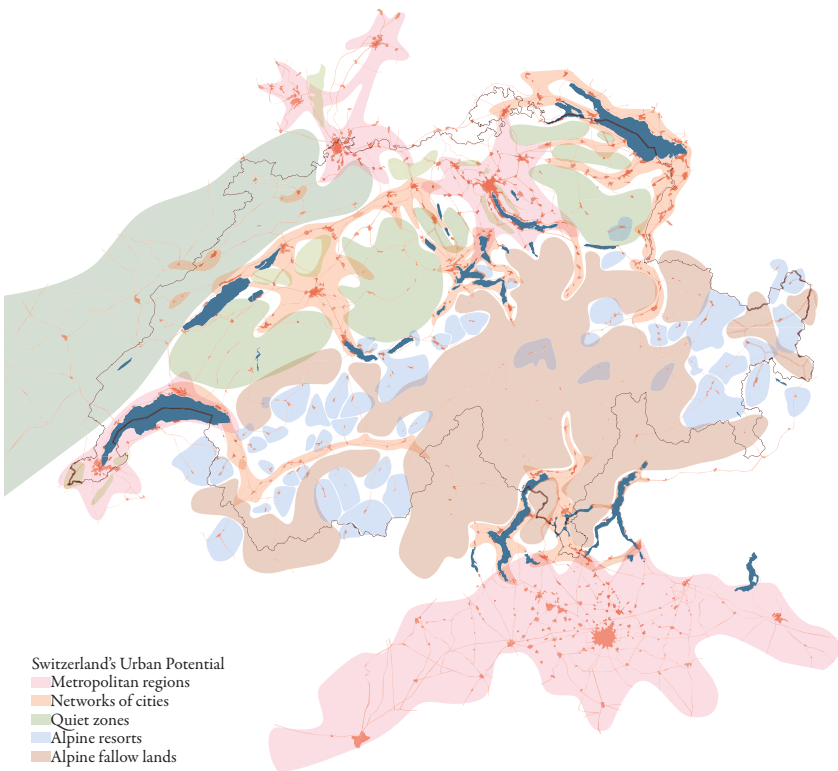 Switzerland's Urban Potential
Metropolitan regions
Networks of cities
Quiet zones
Alpine resorts
Alpine fallow lands